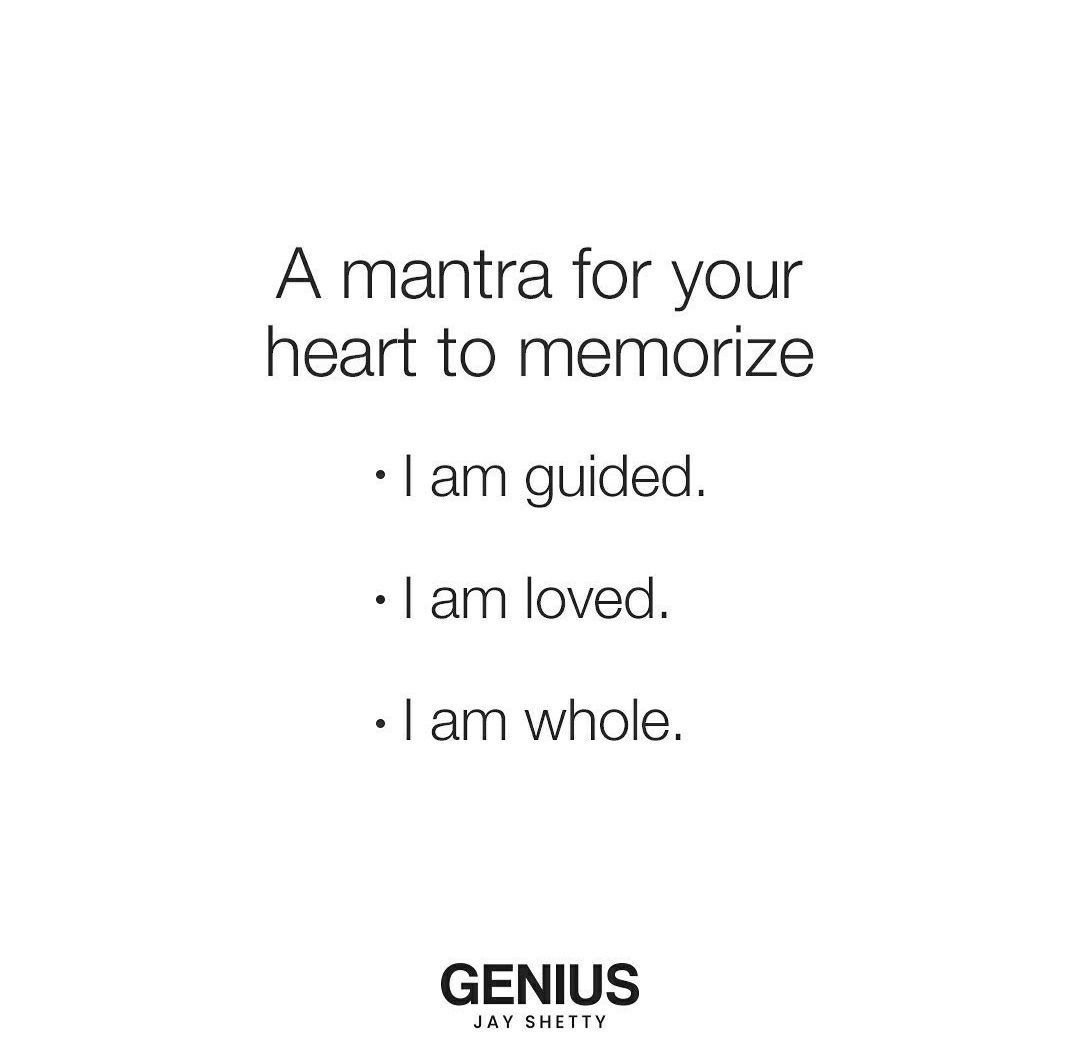 A mantra for your
heart to memorize
• I am guided.
• I am loved.
• I am whole.
GENIUS
JAY SHETTY